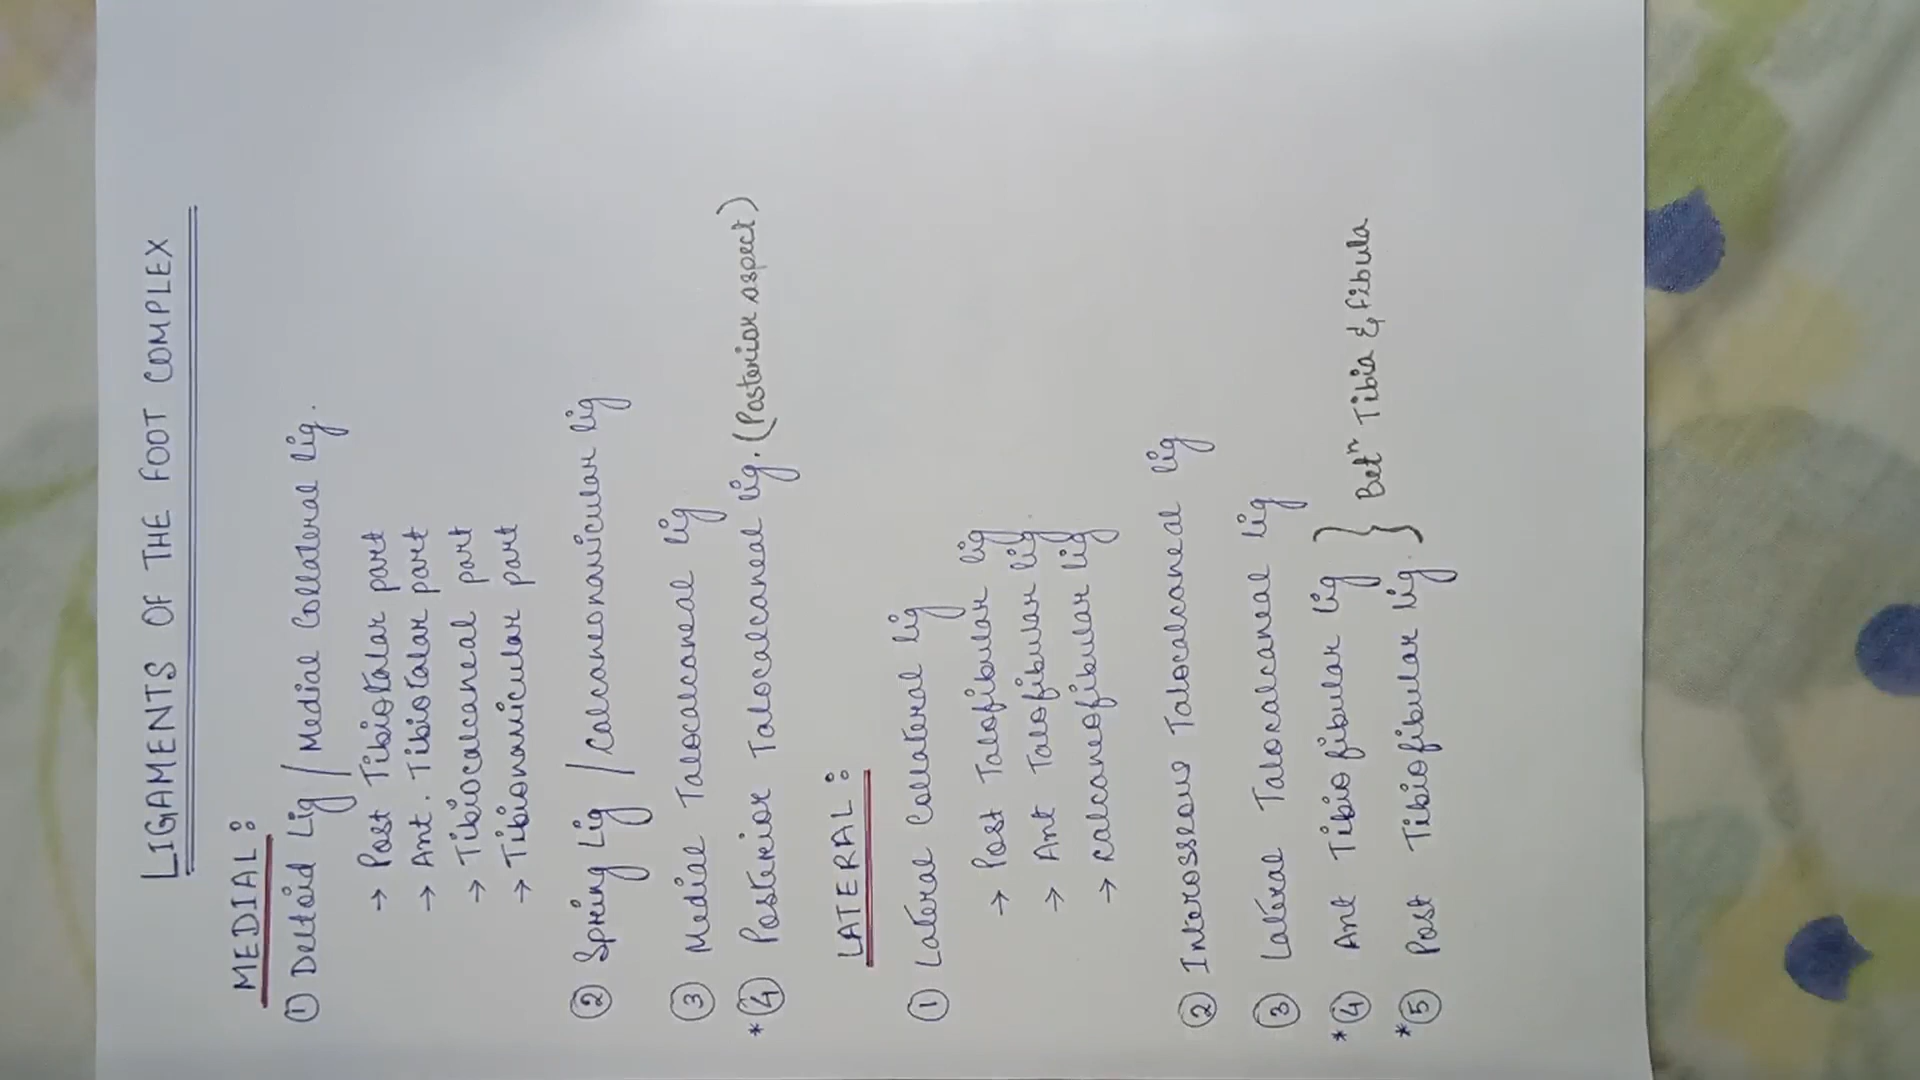 LIGAMENTS OF THE FOOT COMPLEX
MEDIAL:
① Deltoid Lig / Medial Collateral Lig.
→ Post Tibiotalar part
→ Ant. Tibiotalar part
→ Tibiocalcaneal part
→ Tibionavicular part
② Spring Lig / Calcaneonavicular lig
③ Medial Talocalcaneal lig
*④ Posterior Talocalcaneal lig. (Posterior aspect)
LATERAL:
① Lateral Collateral lig
→ Post Talofibular lig
→ Ant Talofibular lig
→ Calcaneofibular lig
② Interosseous Talocalcaneal lig
③ Lateral Talocalcaneal lig
*④ Ant Tibiofibular lig
*⑤ Post Tibiofibular lig.
} Betⁿ Tibia & fibula